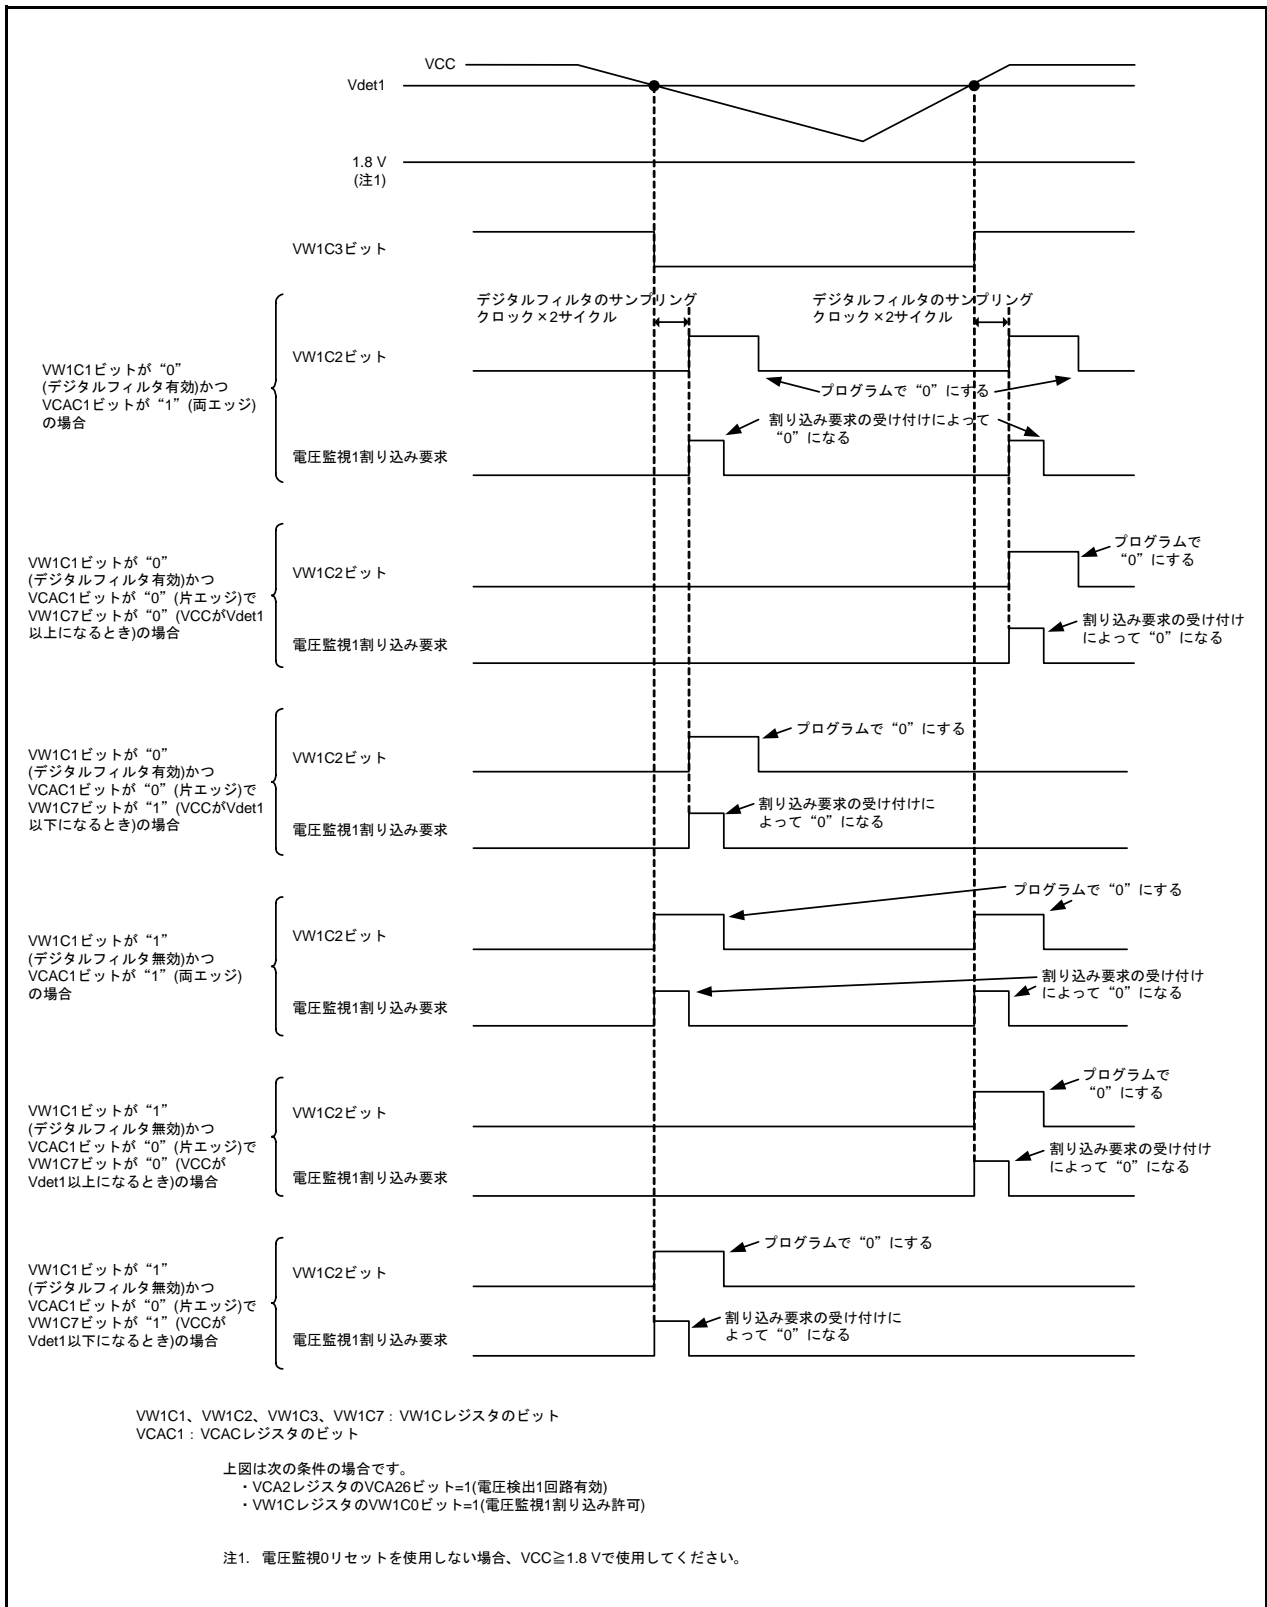 VCC
Vdet1
1.8 V
(注1)
VW1C3ビット
デジタルフィルタのサンプリング
クロック×2サイクル
デジタルフィルタのサンプリング
クロック×2サイクル
VW1C1ビットが“0”
(デジタルフィルタ有効)かつ
VCAC1ビットが“1”(両エッジ)
の場合
VW1C2ビット
プログラムで“0”にする
割り込み要求の受け付けによって
“0”になる
電圧監視1割り込み要求
VW1C1ビットが“0”
(デジタルフィルタ有効)かつ
VCAC1ビットが“0”(片エッジ)で
VW1C7ビットが“0”(VCCがVdet1
以上になるとき)の場合
VW1C2ビット
プログラムで
“0”にする
電圧監視1割り込み要求
割り込み要求の受け付け
によって“0”になる
VW1C1ビットが“0”
(デジタルフィルタ有効)かつ
VCAC1ビットが“0”(片エッジ)で
VW1C7ビットが“1”(VCCがVdet1
以下になるとき)の場合
VW1C2ビット
プログラムで“0”にする
電圧監視1割り込み要求
割り込み要求の受け付けに
よって“0”になる
VW1C1ビットが“1”
(デジタルフィルタ無効)かつ
VCAC1ビットが“1”(両エッジ)
の場合
VW1C2ビット
プログラムで“0”にする
電圧監視1割り込み要求
割り込み要求の受け付け
によって“0”になる
VW1C1ビットが“1”
(デジタルフィルタ無効)かつ
VCAC1ビットが“0”(片エッジ)で
VW1C7ビットが“0”(VCCが
Vdet1以上になるとき)の場合
VW1C2ビット
プログラムで
“0”にする
電圧監視1割り込み要求
割り込み要求の受け付け
によって“0”になる
VW1C1ビットが“1”
(デジタルフィルタ無効)かつ
VCAC1ビットが“0”(片エッジ)で
VW1C7ビットが“1”(VCCが
Vdet1以下になるとき)の場合
VW1C2ビット
プログラムで“0”にする
電圧監視1割り込み要求
割り込み要求の受け付けに
よって“0”になる
VW1C1、VW1C2、VW1C3、VW1C7：VW1Cレジスタのビット
VCAC1：VCACレジスタのビット
上図は次の条件の場合です。
・VCA2レジスタのVCA26ビット=1(電圧検出1回路有効)
・VW1CレジスタのVW1C0ビット=1(電圧監視1割り込み許可)
注1. 電圧監視0リセットを使用しない場合、VCC≧1.8 Vで使用してください。